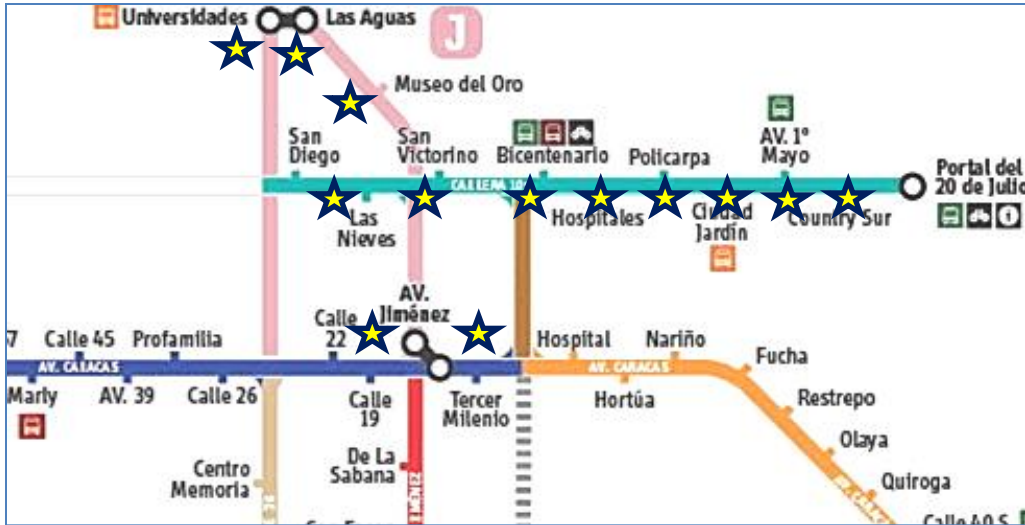 Universidades
Las Aguas
J
Museo del Oro
San
Diego
San
Victorino
Bicentenario
Policarpa
AV. 1°
Mayo
Portal del
20 de Julio
Las
Nieves
Hospitales
Ciudad
Jardín
Country Sur
AV.
Jiménez
Calle 45
Profamilia
Calle
22
Hospital
Nariño
Fucha
AV. CARACAS
AV. CARACAS
Marly
AV. 39
Calle 26
Calle
19
Tercer
Milenio
Hortúa
Restrepo
Olaya
Quiroga
Centro
Memoria
De La
Sabana